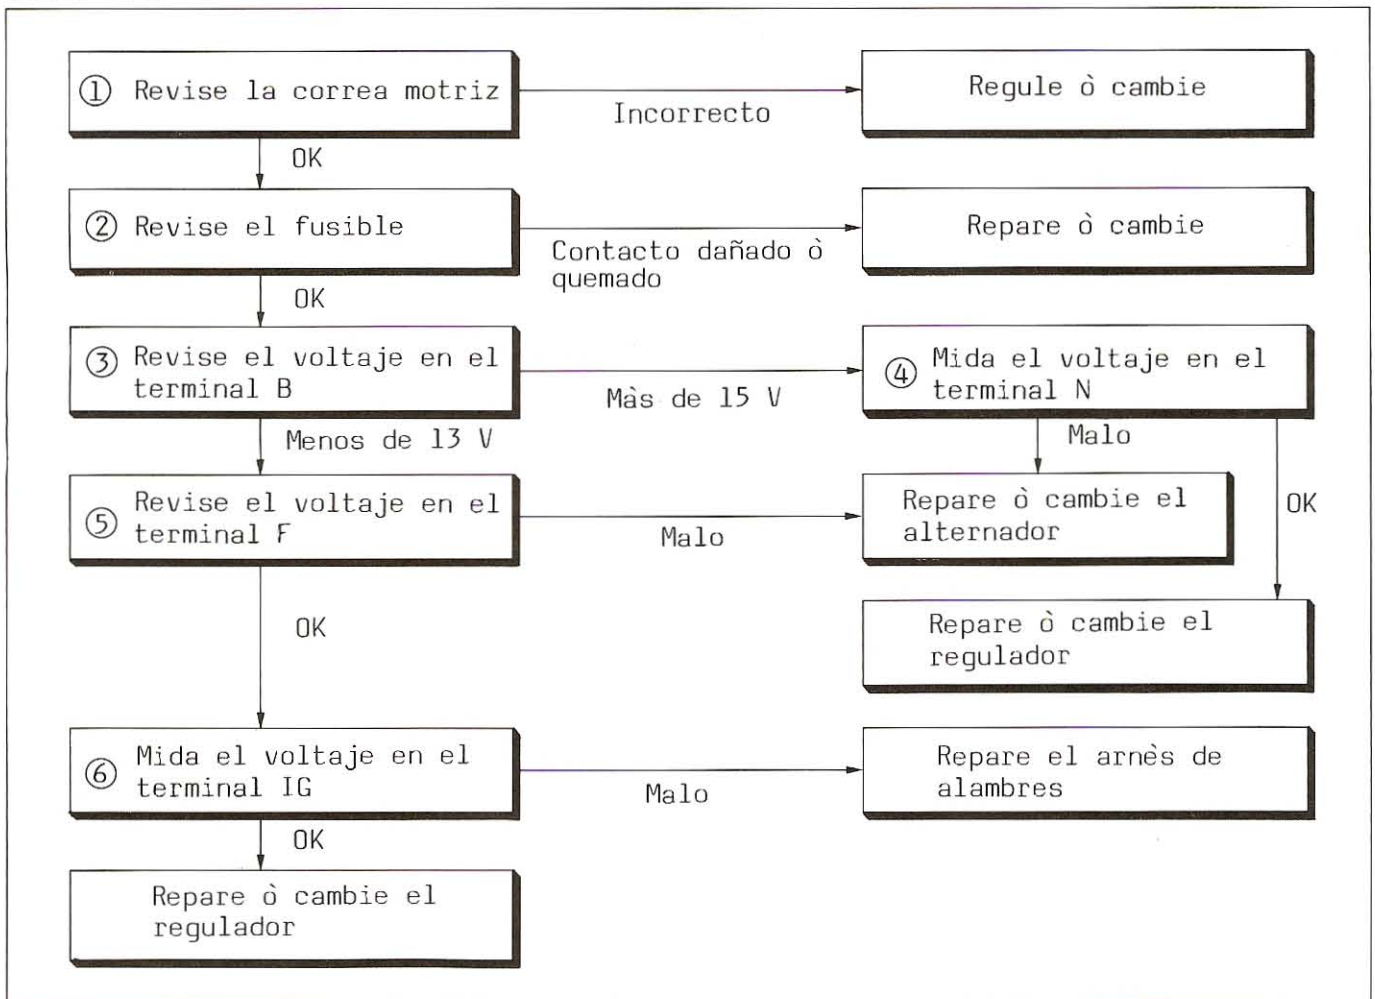 ① Revise la correa motriz
Incorrecto
Regule ò cambie
OK
② Revise el fusible
Contacto dañado ò
quemado
Repare ò cambie
OK
③ Revise el voltaje en el
terminal B
Màs de 15 V
④ Mida el voltaje en el
terminal N
Menos de 13 V
Malo
OK
⑤ Revise el voltaje en el
terminal F
Malo
Repare ò cambie el
alternador
OK
Repare ò cambie el
regulador
⑥ Mida el voltaje en el
terminal IG
Malo
Repare el arnès de
alambres
OK
Repare ò cambie el
regulador